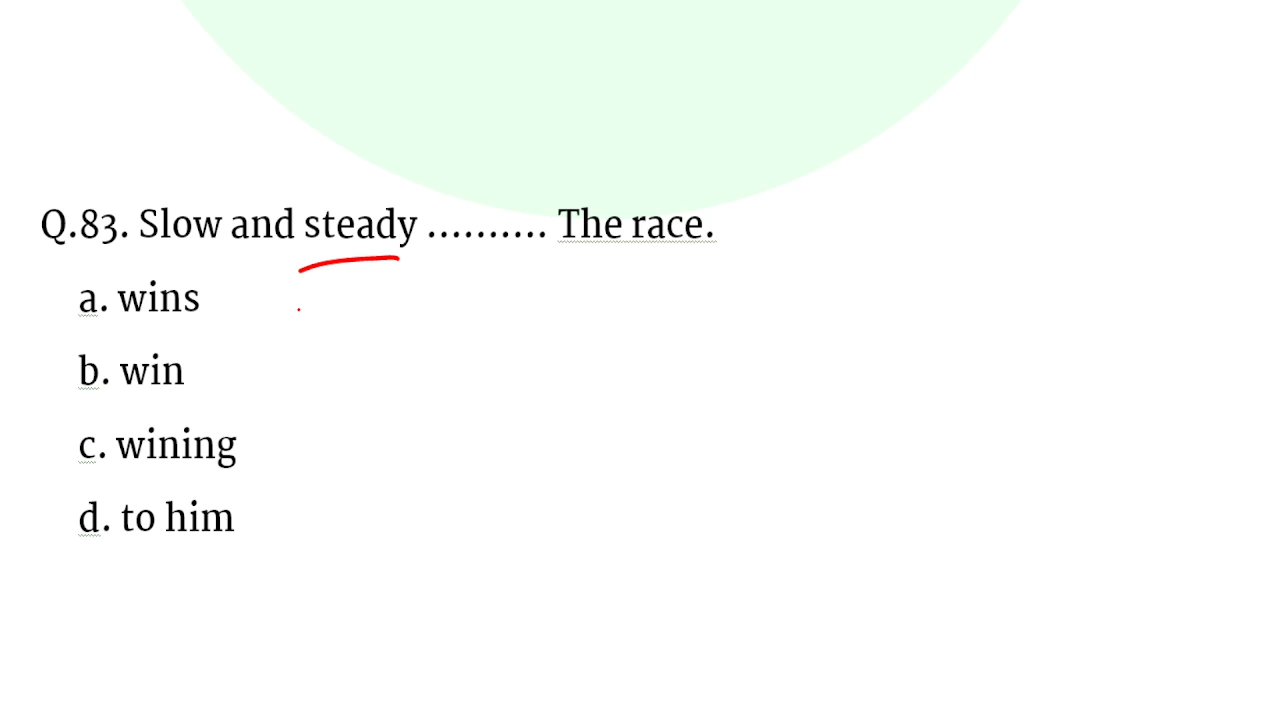 Q.83. Slow and steady .......... The race.
a. wins
b. win
c. wining
d. to him